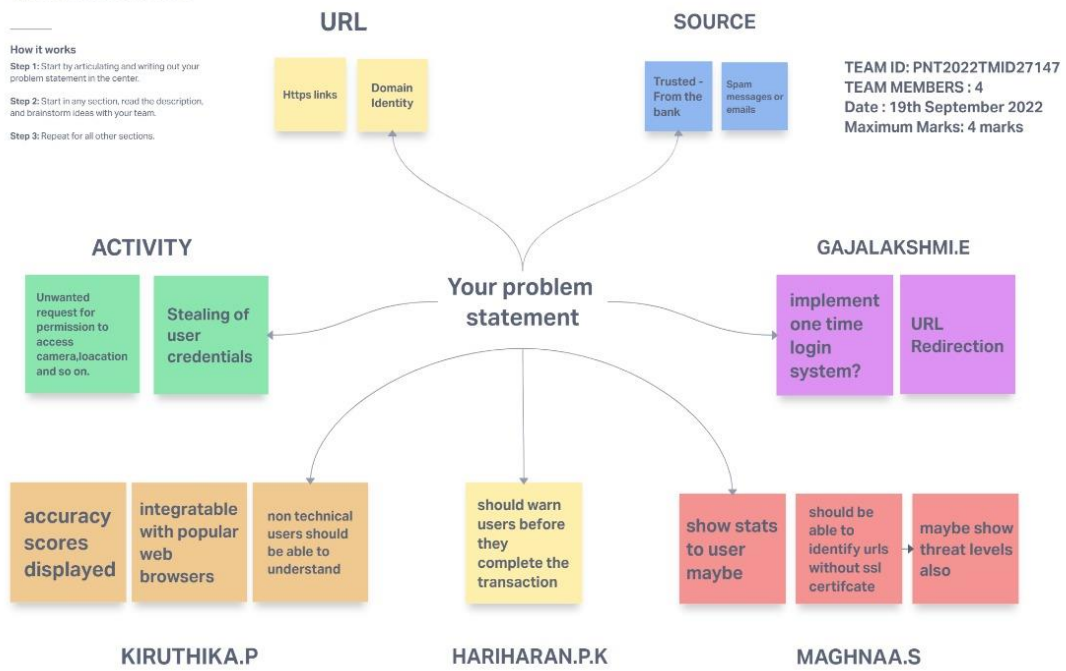 How it works
Step 1: Start by articulating and writing out your
problem statement in the center.
Step 2: Start in any section, read the description,
and brainstorm ideas with your team.
Step 3: Repeat for all other sections.
URL
Https links
Domain
Identity
SOURCE
Trusted -
From the
bank
Spam
messages or
emails
TEAM ID: PNT2022TMID27147
TEAM MEMBERS : 4
Date : 19th September 2022
Maximum Marks: 4 marks
ACTIVITY
Unwanted
request for
permission to
access
camera,loacation
and so on.
Stealing of
user
credentials
Your problem
statement
GAJALAKSHMI.E
implement
one time
login
system?
URL
Redirection
accuracy
scores
displayed
integratable
with popular
web
browsers
non technical
users should
be able to
understand
should warn
users before
they
complete the
transaction
show stats
to user
maybe
should be
able to
identify urls
without ssl
certifcate
maybe show
threat levels
also
KIRUTHIKA.P
HARIHARAN.P.K
MAGHNAA.S